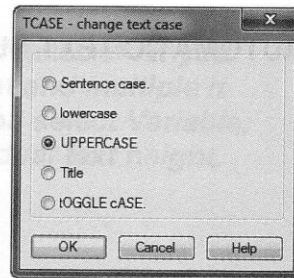 TCASE - change text case
X
Sentence case.
lowercase
UPPERCASE
Title
tOGGLE cASE.
OK
Cancel
Help